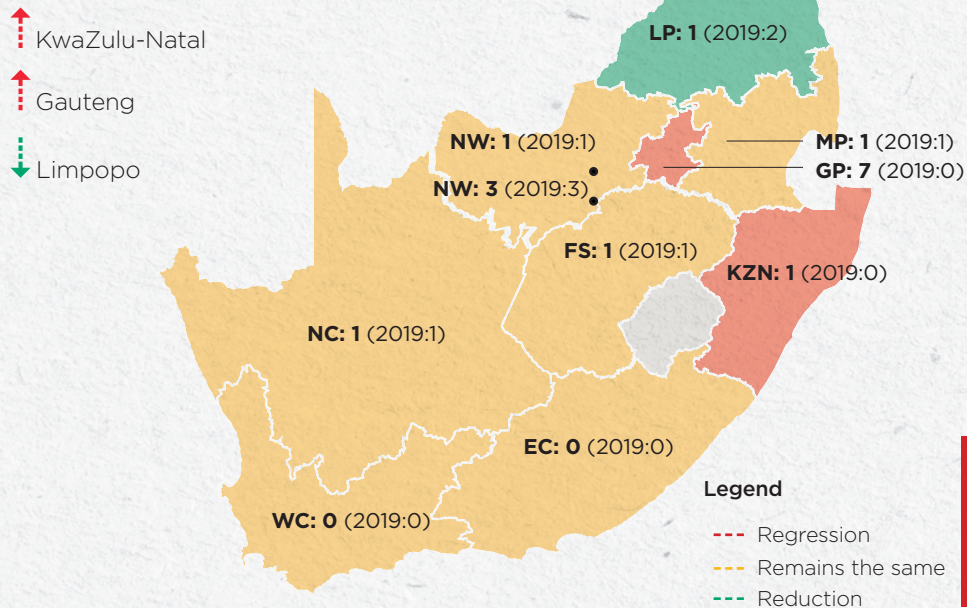 KwaZulu-Natal
Gauteng
Limpopo
LP: 1 (2019:2)
NW: 1 (2019:1)
MP: 1 (2019:1)
GP: 7 (2019:0)
NW: 3 (2019:3)
FS: 1 (2019:1)
KZN: 1 (2019:0)
NC: 1 (2019:1)
EC: 0 (2019:0)
WC: 0 (2019:0)
Legend
Regression
Remains the same
Reduction